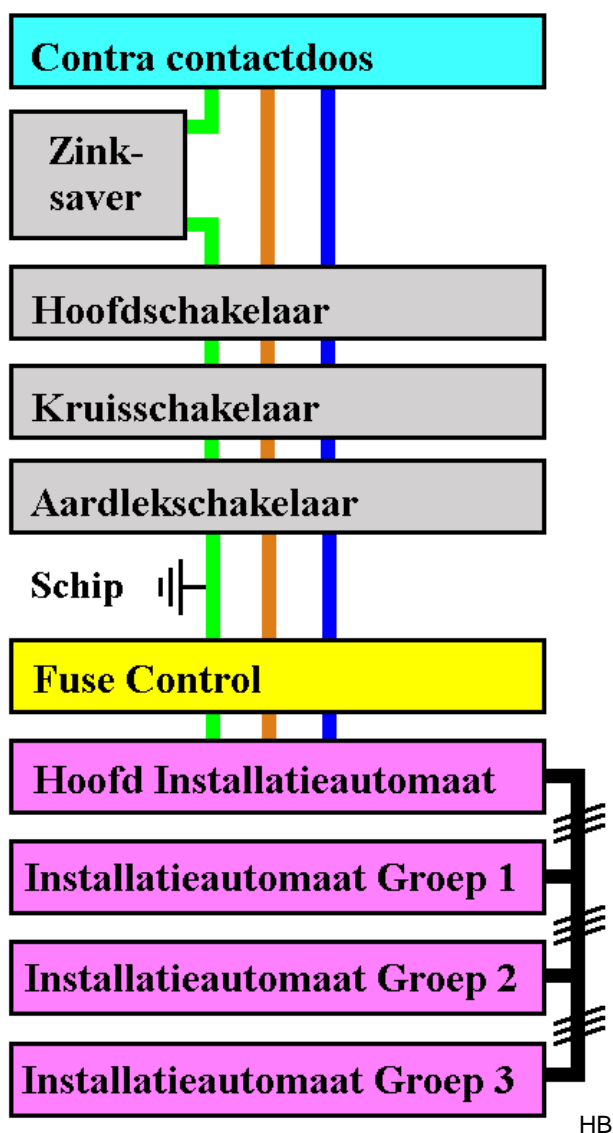 Contra contactdoos
Zink-
saver
Hoofdschakelaar
Kruisschakelaar
Aardlekschakelaar
Schip
Fuse Control
Hoofd Installatieautomaat
Installatieautomaat Groep 1
Installatieautomaat Groep 2
Installatieautomaat Groep 3
HB